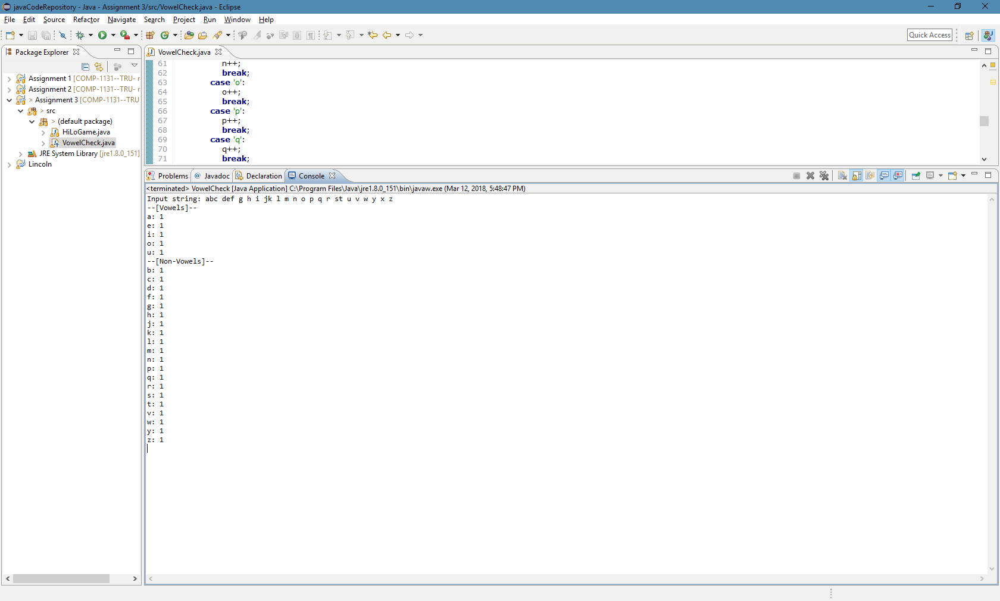 javaCodeRepository - Java - Assignment 3/src/VowelCheck.java - Eclipse
File Edit Source Refactor Navigate Search Project Run Window Help
Quick Access
Package Explorer
Assignment 1 [COMP-1131--TRU- r
Assignment 2 [COMP-1131--TRU- r
> Assignment 3 [COMP-1131--TRU
> src
> (default package)
HiLoGame.java
VowelCheck.java
JRE System Library [jre1.8.0_151]
Lincoln
VowelCheck.java
61 n++;
62 break;
63 case 'o':
64 o++;
65 break;
66 case 'p':
67 p++;
68 break;
69 case 'q':
70 q++;
71 break;
Problems @ Javadoc Declaration Console
<terminated> VowelCheck [Java Application] C:\Program Files\Java\jre1.8.0_151\bin\javaw.exe (Mar 12, 2018, 5:48:47 PM)
Input string: abc def g h i jk l m n o p q r st u v w y x z
--[Vowels]--
a: 1
e: 1
i: 1
o: 1
u: 1
--[Non-Vowels]--
b: 1
c: 1
d: 1
f: 1
g: 1
h: 1
j: 1
k: 1
l: 1
m: 1
n: 1
p: 1
q: 1
r: 1
s: 1
t: 1
v: 1
w: 1
y: 1
z: 1